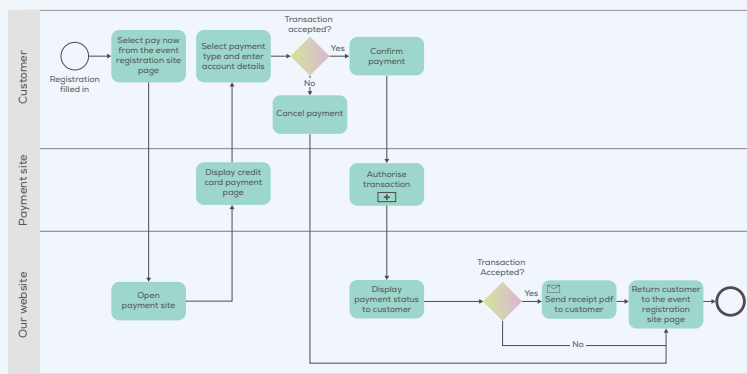 Customer
Registration
filled in
Select pay now
from the event
registration site
page
Select payment
type and enter
account details
Transaction
accepted?
Yes
No
Confirm
payment
Cancel payment
Payment site
Display credit
card payment
page
Authorise
transaction
Our website
Open
payment site
Display
payment status
to customer
Transaction
Accepted?
Yes
No
Send receipt pdf
to customer
Return customer
to the event
registration
site page